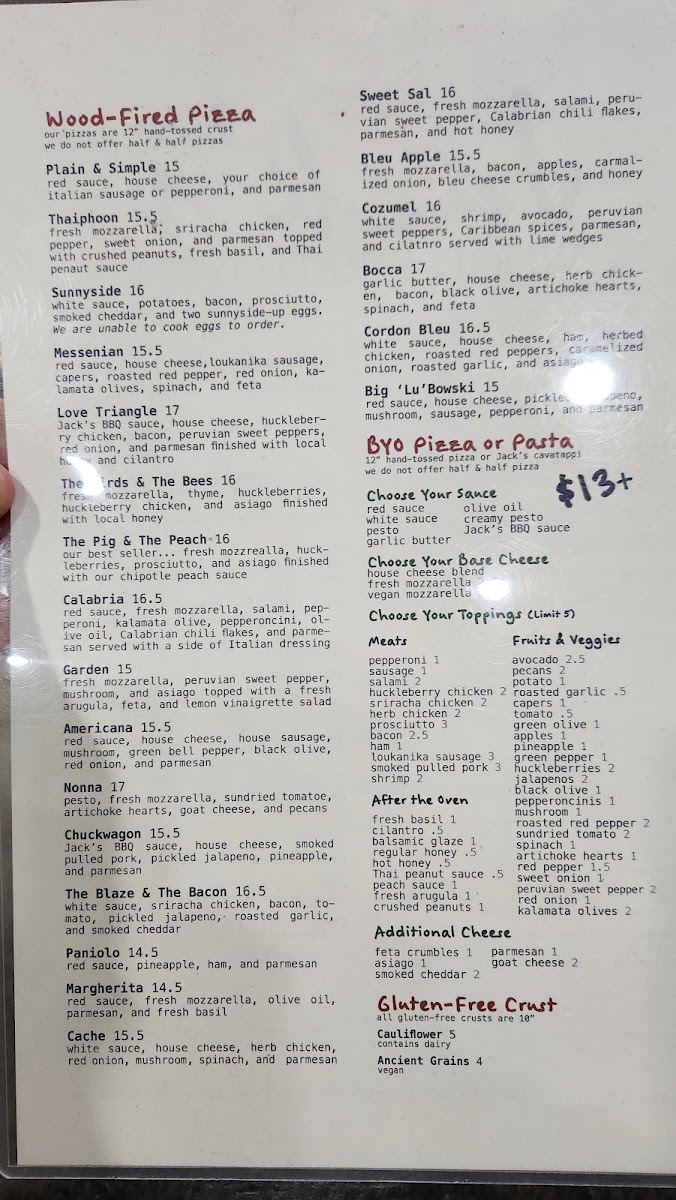 Wood-Fired Pizza
our pizzas are 12" hand-tossed crust
we do not offer half & half pizzas
Plain & Simple 15
red sauce, house cheese, your choice of
italian sausage or pepperoni, and parmesan
Thaiphoon 15.5
fresh mozzarella, sriracha chicken, red
pepper, sweet onion, and parmesan topped
with crushed peanuts, fresh basil, and Thai
penaut sauce
Sunnyside 16
white sauce, potatoes, bacon, prosciutto,
smoked cheddar, and two sunnyside-up eggs.
We are unable to cook eggs to order.
Messenian 15.5
red sauce, house cheese,loukanika sausage,
capers, roasted red pepper, red onion, ka-
lamata olives, spinach, and feta
Love Triangle 17
Jack's BBQ sauce, house cheese, huckleber-
ry chicken, bacon, peruvian sweet peppers,
red onion, and parmesan finished with local
honey and cilantro
The Birds & The Bees 16
fresh mozzarella, thyme, huckleberries,
huckleberry chicken, and asiago finished
with local honey
The Pig & The Peach 16
our best seller... fresh mozzrealla, huck-
leberries, prosciutto, and asiago finished
with our chipotle peach sauce
Calabria 16.5
red sauce, fresh mozzarella, salami, pep-
peroni, kalamata olive, pepperoncini, ol-
ive oil, Calabrian chili flakes, and parme-
san served with a side of Italian dressing
Garden 15
fresh mozzarella, peruvian sweet pepper,
mushroom, and asiago topped with a fresh
arugula, feta, and lemon vinaigrette salad
Americana 15.5
red sauce, house cheese, house sausage,
mushroom, green bell pepper, black olive,
red onion, and parmesan
Nonna 17
pesto, fresh mozzarella, sundried tomatoe,
artichoke hearts, goat cheese, and pecans
Chuckwagon 15.5
Jack's BBQ sauce, house cheese, smoked
pulled pork, pickled jalapeno, pineapple,
and parmesan
The Blaze & The Bacon 16.5
white sauce, sriracha chicken, bacon, to-
mato, pickled jalapeno, roasted garlic,
and smoked cheddar
Paniolo 14.5
red sauce, pineapple, ham, and parmesan
Margherita 14.5
red sauce, fresh mozzarella, olive oil,
parmesan, and fresh basil
Cache 15.5
white sauce, house cheese, herb chicken,
red onion, mushroom, spinach, and parmesan
Sweet Sal 16
red sauce, fresh mozzarella, salami, peru-
vian sweet pepper, Calabrian chili flakes,
parmesan, and hot honey
Bleu Apple 15.5
fresh mozzarella, bacon, apples, carmal-
ized onion, bleu cheese crumbles, and honey
Cozumel 16
white sauce, shrimp, avocado, peruvian
sweet peppers, Caribbean spices, parmesan,
and cilatnro served with lime wedges
Bocca 17
garlic butter, house cheese, herb chick-
en, bacon, black olive, artichoke hearts,
spinach, and feta
Cordon Bleu 16.5
white sauce, house cheese, ham, herbed
chicken, roasted red peppers, caramelized
onion, roasted garlic, and asiago
Big 'Lu'Bowski 15
red sauce, house cheese, pickled
mushroom, sausage, pepperoni, and parmesan
BYO Pizza or Pasta
12" hand-tossed pizza or Jack's cavatappi
we do not offer half & half pizza
$13+
Choose Your Sauce
red sauce
white sauce
pesto
garlic butter
olive oil
creamy pesto
Jack's BBQ sauce
Choose Your Base Cheese
house cheese blend
fresh mozzarella
vegan mozzarella
Choose Your Toppings (Limit 5)
Meats
pepperoni 1
sausage 1
salami 2
huckleberry chicken 2
sriracha chicken 2
herb chicken 2
prosciutto 3
bacon 2.5
ham 1
loukanika sausage 3
smoked pulled pork 3
shrimp 2
After the Oven
fresh basil 1
cilantro .5
balsamic glaze 1
regular honey .5
hot honey .5
Thai peanut sauce .5
peach sauce 1
fresh arugula 1
crushed peanuts 1
Fruits & Veggies
avocado 2.5
pecans 2
potato 1
roasted garlic .5
capers 1
tomato .5
green olive 1
apples 1
pineapple 1
green pepper 1
huckleberries 2
jalapenos 2
black olive 1
pepperoncinis 1
mushroom 1
roasted red pepper 2
sundried tomato 2
spinach 1
artichoke hearts 1
red pepper 1.5
sweet onion 1
peruvian sweet pepper 2
red onion 1
kalamata olives 2
Additional Cheese
feta crumbles 1
asiago 1
smoked cheddar 2
parmesan 1
goat cheese 2
Gluten-Free Crust
all gluten-free crusts are 10"
Cauliflower 5
contains dairy
Ancient Grains 4
vegan